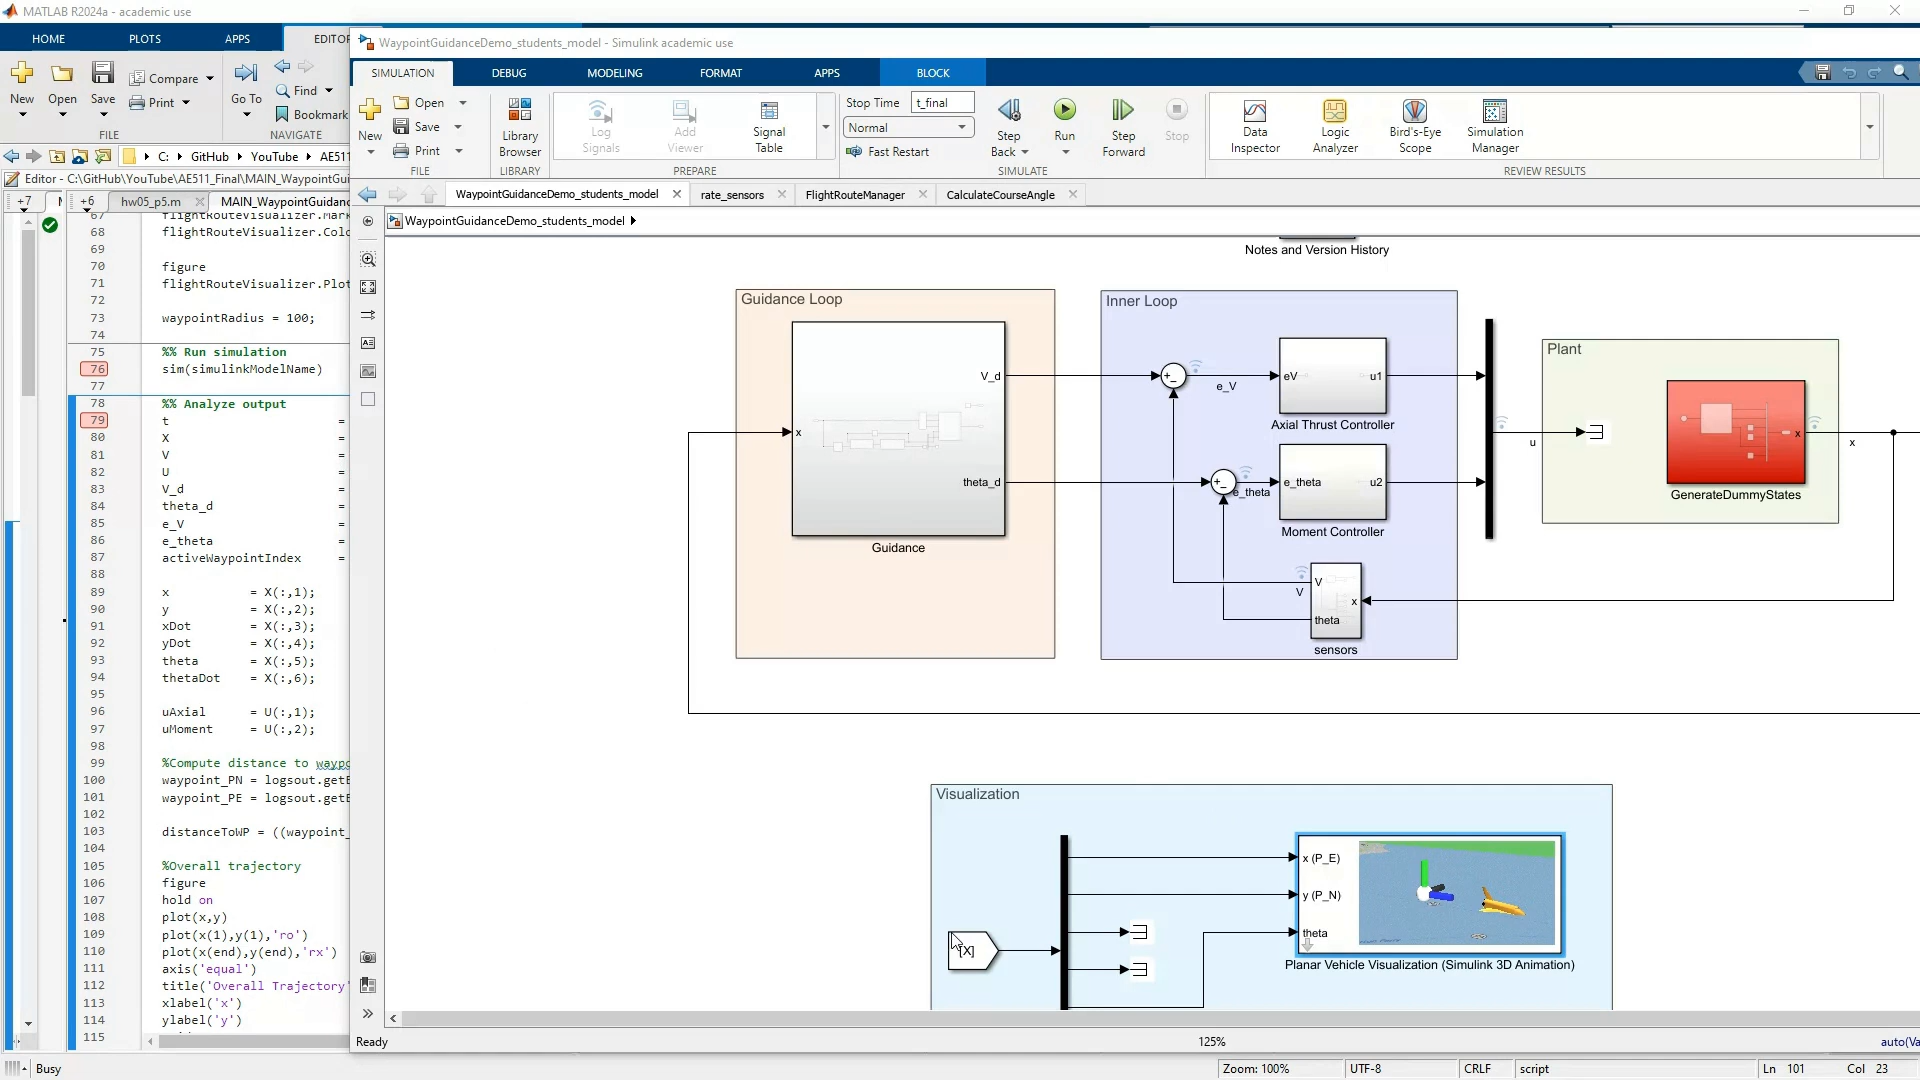 MATLAB R2024a - academic use
HOME
PLOTS
APPS
EDITO
New
Open
Save
Compare
Print
Go To
Find
Bookmark
FILE
NAVIGATE
C:
GitHub
YouTube
AE511
Editor - C:\GitHub\YouTube\AE511_Final\MAIN_WaypointGui
+7
+6
hw05_p5.m
MAIN_WaypointGuidanc
67
68 flightRouteVisualizer.Colo
69
70 figure
71 flightRouteVisualizer.Plot
72
73 waypointRadius = 100;
74
75 %% Run simulation
76 sim(simulinkModelName)
77
78 %% Analyze output
79 t =
80 X =
81 V =
82 U =
83 V_d =
84 theta_d =
85 e_V =
86 e_theta =
87 activeWaypointIndex =
88
89 x = X(:,1);
90 y = X(:,2);
91 xDot = X(:,3);
92 yDot = X(:,4);
93 theta = X(:,5);
94 thetaDot = X(:,6);
95
96 uAxial = U(:,1);
97 uMoment = U(:,2);
98
99 %Compute distance to waypo
100 waypoint_PN = logsout.getE
101 waypoint_PE = logsout.getE
102
103 distanceToWP = ((waypoint_
104
105 %Overall trajectory
106 figure
107 hold on
108 plot(x,y)
109 plot(x(1),y(1),'ro')
110 plot(x(end),y(end),'rx')
111 axis('equal')
112 title('Overall Trajectory'
113 xlabel('x')
114 ylabel('y')
115
WaypointGuidanceDemo_students_model - Simulink academic use
SIMULATION
DEBUG
MODELING
FORMAT
APPS
BLOCK
New
Open
Save
Print
FILE
Library Browser
LIBRARY
Log Signals
Add Viewer
Signal Table
PREPARE
Stop Time
t_final
Normal
Fast Restart
Step Back
Run
Step Forward
Stop
SIMULATE
Data Inspector
Logic Analyzer
Bird's-Eye Scope
Simulation Manager
REVIEW RESULTS
WaypointGuidanceDemo_students_model
rate_sensors
FlightRouteManager
CalculateCourseAngle
WaypointGuidanceDemo_students_model
Notes and Version History
Guidance Loop
x
V_d
theta_d
Guidance
Inner Loop
+
_
e_V
eV
u1
Axial Thrust Controller
+
_
e_theta
e_theta
u2
Moment Controller
V
V
x
theta
sensors
u
Plant
x
GenerateDummyStates
x
Visualization
[X]
x (P_E)
y (P_N)
theta
Planar Vehicle Visualization (Simulink 3D Animation)
Ready
125%
auto(Va
Busy
Zoom: 100%
UTF-8
CRLF
script
Ln 101
Col 23